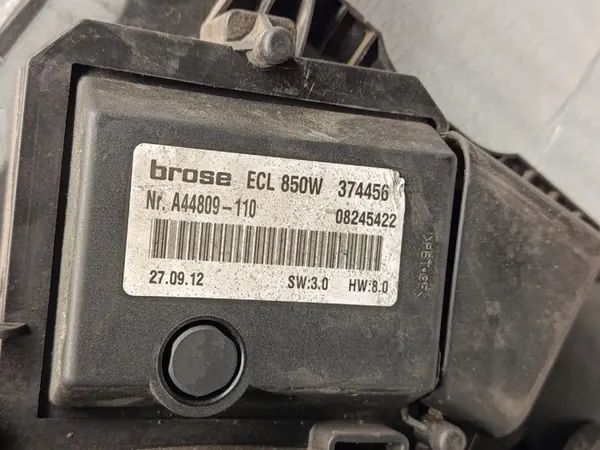 brose ECL 850W 374456
Nr. A44809-110 08245422
27.09.12 SW:3.0 HW:8.0